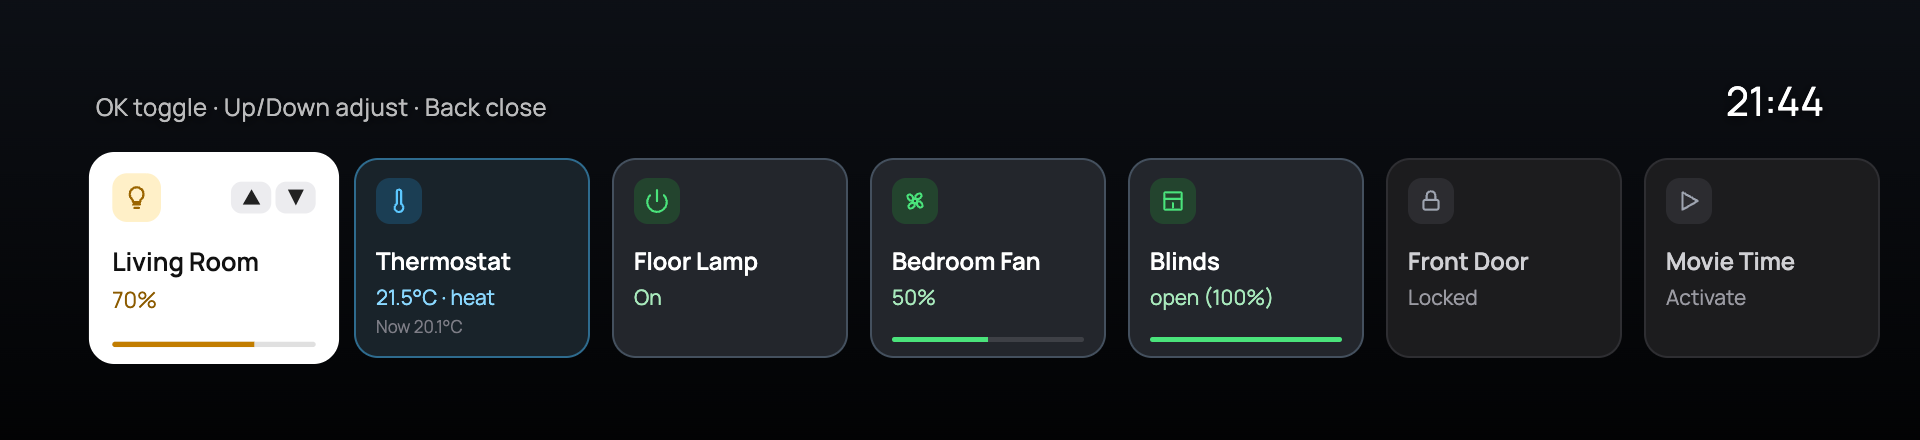 OK toggle · Up/Down adjust · Back close
21:44
▲ ▼
Living Room
70%
Thermostat
21.5°C · heat
Now 20.1°C
Floor Lamp
On
Bedroom Fan
50%
Blinds
open (100%)
Front Door
Locked
Movie Time
Activate